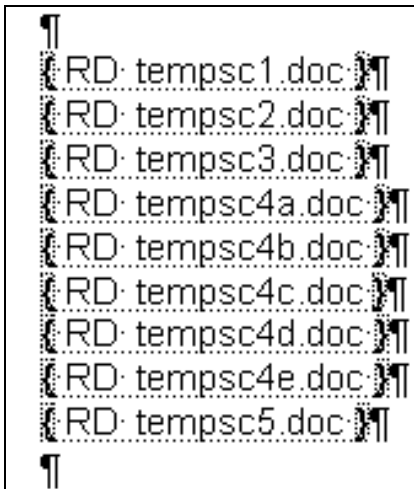 ¶
{ RD tempsc1.doc }¶
{ RD tempsc2.doc }¶
{ RD tempsc3.doc }¶
{ RD tempsc4a.doc }¶
{ RD tempsc4b.doc }¶
{ RD tempsc4c.doc }¶
{ RD tempsc4d.doc }¶
{ RD tempsc4e.doc }¶
{ RD tempsc5.doc }¶
¶